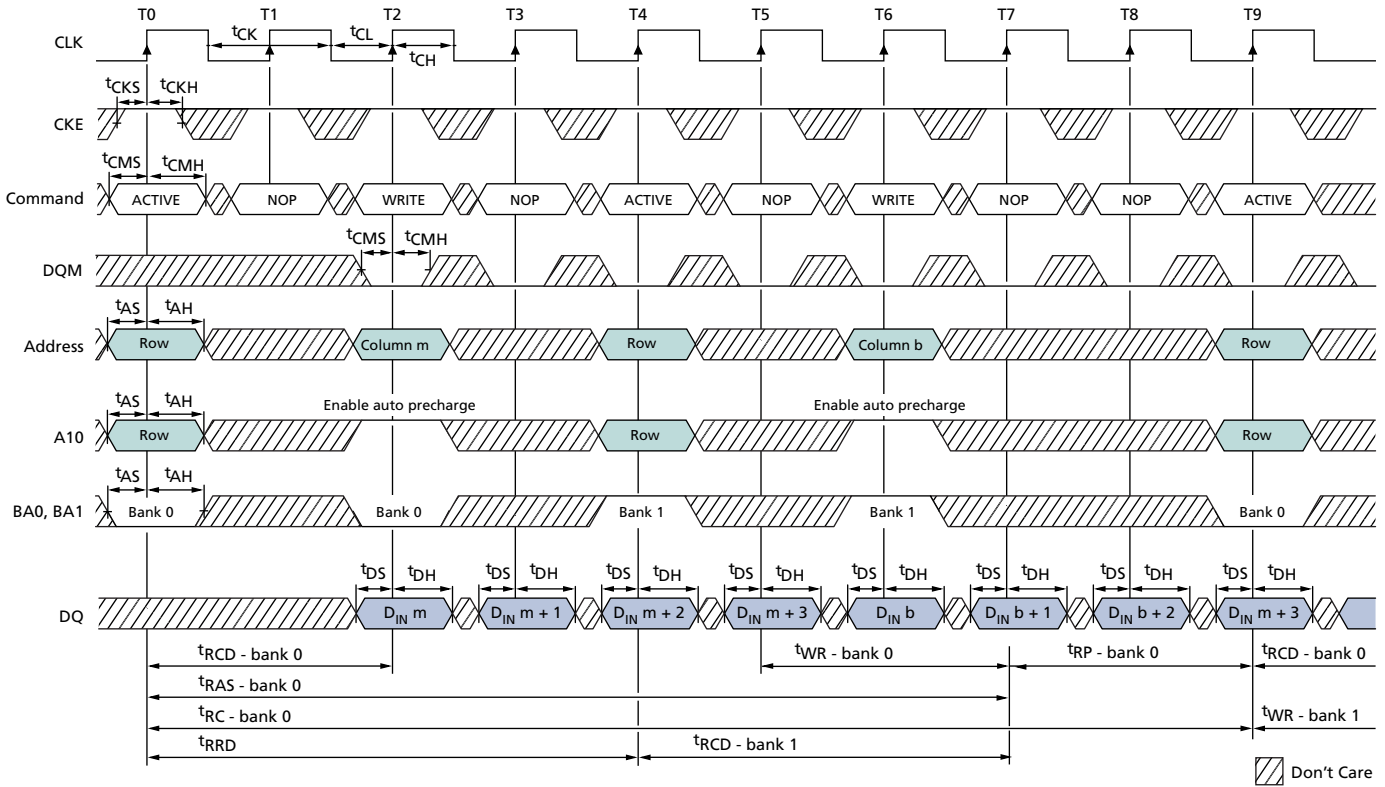 T0 T1 T2 T3 T4 T5 T6 T7 T8 T9
CLK tCK tCL tCH
tCKS tCKH
CKE
tCMS tCMH
Command ACTIVE NOP WRITE NOP ACTIVE NOP WRITE NOP NOP ACTIVE
tCMS tCMH
DQM
tAS tAH
Address Row Column m Row Column b Row
tAS tAH Enable auto precharge Enable auto precharge
A10 Row Row Row
tAS tAH
BA0, BA1 Bank 0 Bank 0 Bank 1 Bank 1 Bank 0
tDS tDH tDS tDH tDS tDH tDS tDH tDS tDH tDS tDH tDS tDH tDS tDH
DQ DIN m DIN m + 1 DIN m + 2 DIN m + 3 DIN b DIN b + 1 DIN b + 2 DIN m + 3
tRCD - bank 0 tWR - bank 0 tRP - bank 0 tRCD - bank 0
tRAS - bank 0
tRC - bank 0 tWR - bank 1
tRRD tRCD - bank 1
Don't Care